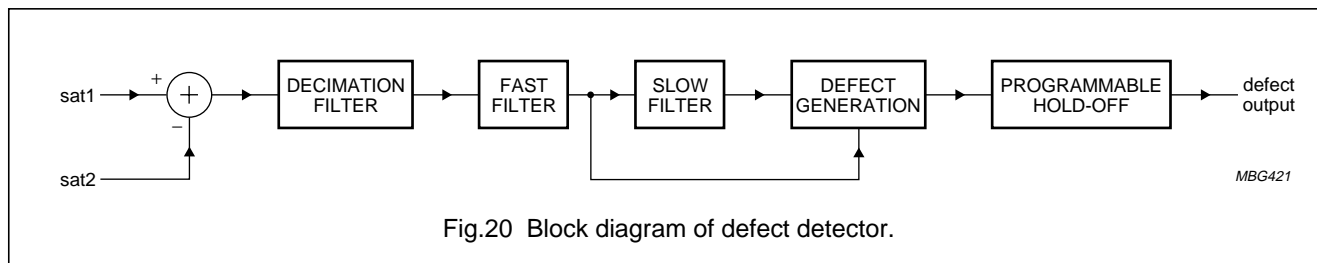 sat1
+
+
−
sat2
DECIMATION
FILTER
FAST
FILTER
SLOW
FILTER
DEFECT
GENERATION
PROGRAMMABLE
HOLD-OFF
defect
output
MBG421
Fig.20 Block diagram of defect detector.